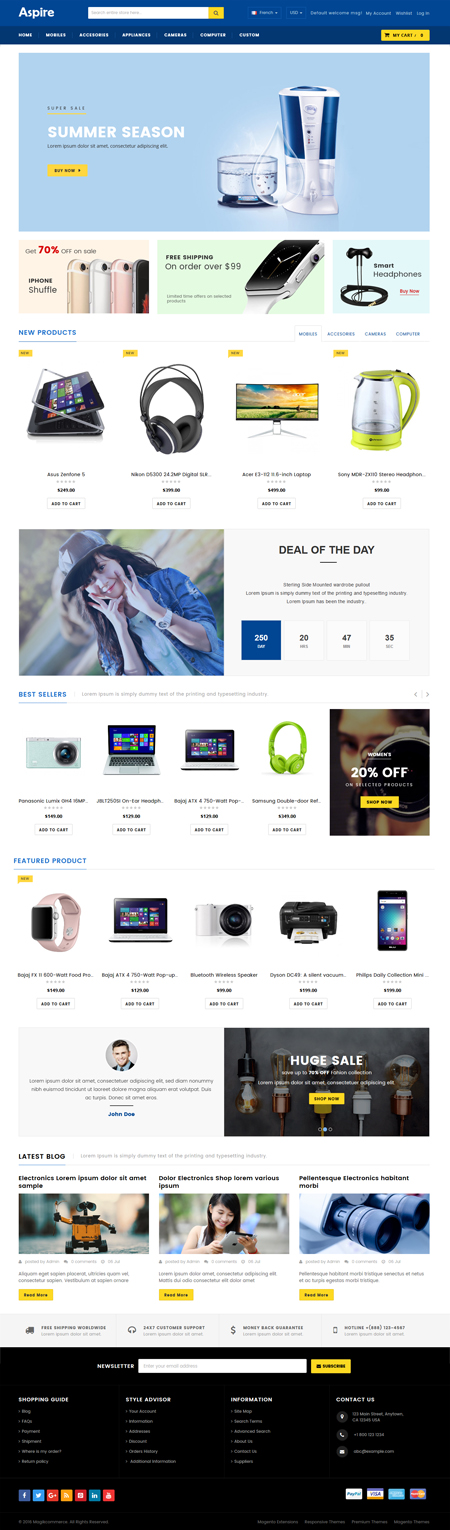 Aspire
Search entire store here...
French
USD
Default welcome msg!
My Account
Wishlist
Log In
HOME
MOBILES
ACCESORIES
APPLIANCES
CAMERAS
COMPUTER
CUSTOM
MY CART : 0
SUPER SALE
SUMMER SEASON
Lorem ipsum dolor sit amet, consectetur adipiscing elit.
BUY NOW
Get 70% OFF on sale
IPHONE
Shuffle
FREE SHIPPING
On order over $99
Limited time offers on selected
products
Smart
Headphones
Buy Now
NEW PRODUCTS
MOBILES
ACCESORIES
CAMERAS
COMPUTER
NEW
NEW
NEW
NEW
Asus Zenfone 5
Nikon D5300 24.2MP Digital SLR...
Acer E3-112 11.6-inch Laptop
Sony MDR-ZX110 Stereo Headphon...
$249.00
$399.00
$499.00
$99.00
ADD TO CART
ADD TO CART
ADD TO CART
ADD TO CART
DEAL OF THE DAY
Sterling Side Mounted wardrobe pullout
Lorem Ipsum is simply dummy text of the printing and typesetting industry.
Lorem Ipsum has been the industry.
250
DAY
20
HRS
47
MIN
35
SEC
BEST SELLERS
Lorem Ipsum is simply dummy text of the printing and typesetting industry.
Panasonic Lumix GH4 16MP...
JBLT250SI On-Ear Headph...
Bajaj ATX 4 750-Watt Pop-...
Samsung Double-door Ref...
$149.00
$129.00
$129.00
$349.00
ADD TO CART
ADD TO CART
ADD TO CART
ADD TO CART
WOMEN'S
20% OFF
ON SELECTED PRODUCTS
SHOP NOW
FEATURED PRODUCT
NEW
Bajaj FX 11 600-Watt Food Pro...
Bajaj ATX 4 750-Watt Pop-up...
Bluetooth Wireless Speaker
Dyson DC49: A silent vacuum...
Philips Daily Collection Mini ...
$149.00
$129.00
$99.00
$199.00
$199.00
ADD TO CART
ADD TO CART
ADD TO CART
ADD TO CART
ADD TO CART
Lorem ipsum dolor sit amet, consectetuer adipiscing elit, sed diam nonummy
nibh euismod tincidunt ut laoreet dolore magna aliquam erat volutpat. Duis
ac turpis. Donec sit amet eros.
John Doe
HUGE SALE
save up to 70% OFF Fahion collection
Lorem ipsum dolor sit amet, consectetuer adipiscing elit.
SHOP NOW
LATEST BLOG
Lorem Ipsum is simply dummy text of the printing and typesetting industry
Electronics Lorem ipsum dolor sit amet
sample
Dolor Electronics Shop lorem various
ipsum
Pellentesque Electronics habitant
morbi
posted by Admin
0 comments
05 Jul
posted by Admin
0 comments
05 Jul
posted by Admin
0 comments
05 Jul
Aliquam eget sapien placerat, ultricies quam vel,
consectetur sapien. Vestibulum at sapien ornare
Lorem ipsum dolor amet, consectetur adipiscing elit
Mattis dui odio consectetur turpis eleifend
Pellentesque habitant morbi tristique senectus et netus
et ac turpis egestas morbi tristique.
Read More
Read More
Read More
FREE SHIPPING WORLDWIDE
Lorem ipsum dolor sit amet.
24X7 CUSTOMER SUPPORT
Lorem ipsum dolor sit amet.
MONEY BACK GUARANTEE
Lorem ipsum dolor sit amet.
HOTLINE +(888) 123-4567
Lorem ipsum dolor sit amet.
NEWSLETTER
Enter your email address
SUBSCRIBE
SHOPPING GUIDE
Blog
FAQs
Payment
Shipment
Where is my order?
Return policy
STYLE ADVISOR
Your Account
Information
Addresses
Discount
Orders History
Additional Information
INFORMATION
Site Map
Search Terms
Advanced Search
About Us
Contact Us
Suppliers
CONTACT US
123 Main Street, Anytown,
CA 12345 USA
+1 800 123 1234
abc@example.com
PayPal
VISA
© 2015 Magikcommerce. All Rights Reserved.
Magento Extensions
Responsive Themes
Premium Themes
Magento Themes